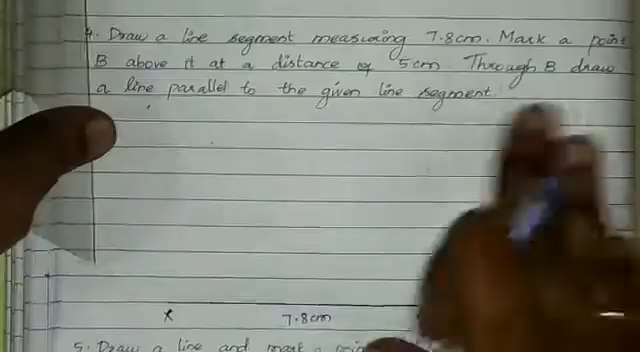 4. Draw a line segment measuring 7.8cm. Mark a point
B above it at a distance of 5cm. Through B draw
a line parallel to the given line segment.
x 7.8cm
5. Draw a line and mark a